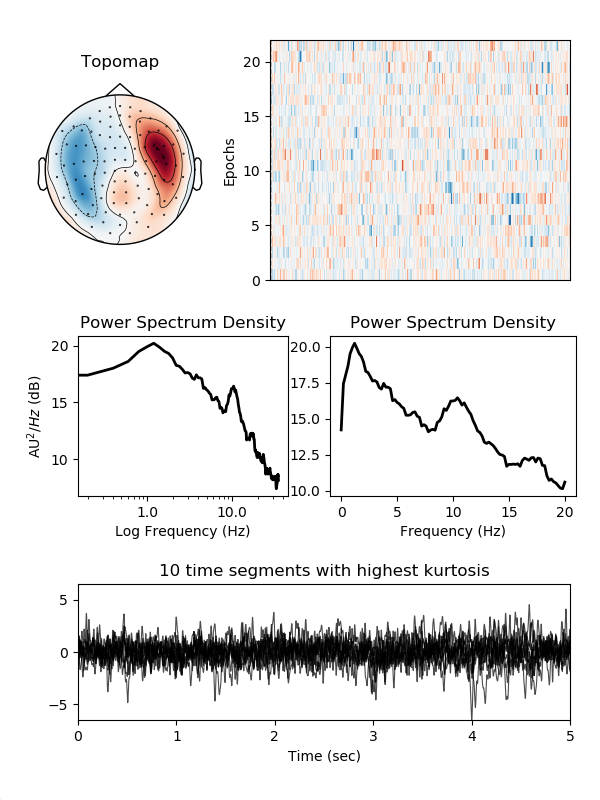 Topomap
Epochs
20
15
10
5
0
Power Spectrum Density
AU²/Hz (dB)
20
15
10
1.0 10.0
Log Frequency (Hz)
Power Spectrum Density
20.0
17.5
15.0
12.5
10.0
0 5 10 15 20
Frequency (Hz)
10 time segments with highest kurtosis
5
0
−5
0 1 2 3 4 5
Time (sec)